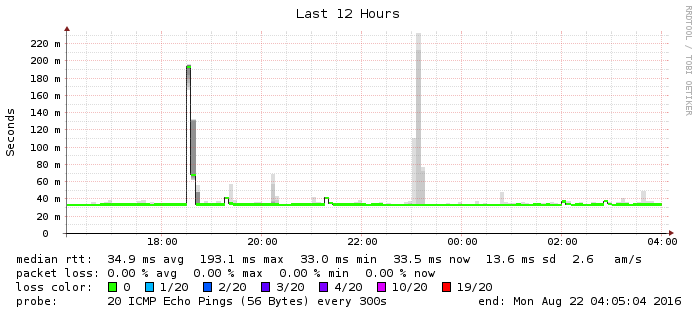 Last 12 Hours
RRDTOOL / TOBI OETIKER
Seconds
220 m
200 m
180 m
160 m
140 m
120 m
100 m
80 m
60 m
40 m
20 m
0
18:00 20:00 22:00 00:00 02:00 04:00
median rtt: 34.9 ms avg 193.1 ms max 33.0 ms min 33.5 ms now 13.6 ms sd 2.6 am/s
packet loss: 0.00 % avg 0.00 % max 0.00 % min 0.00 % now
loss color: 0 1/20 2/20 3/20 4/20 10/20 19/20
probe: 20 ICMP Echo Pings (56 Bytes) every 300s end: Mon Aug 22 04:05:04 2016